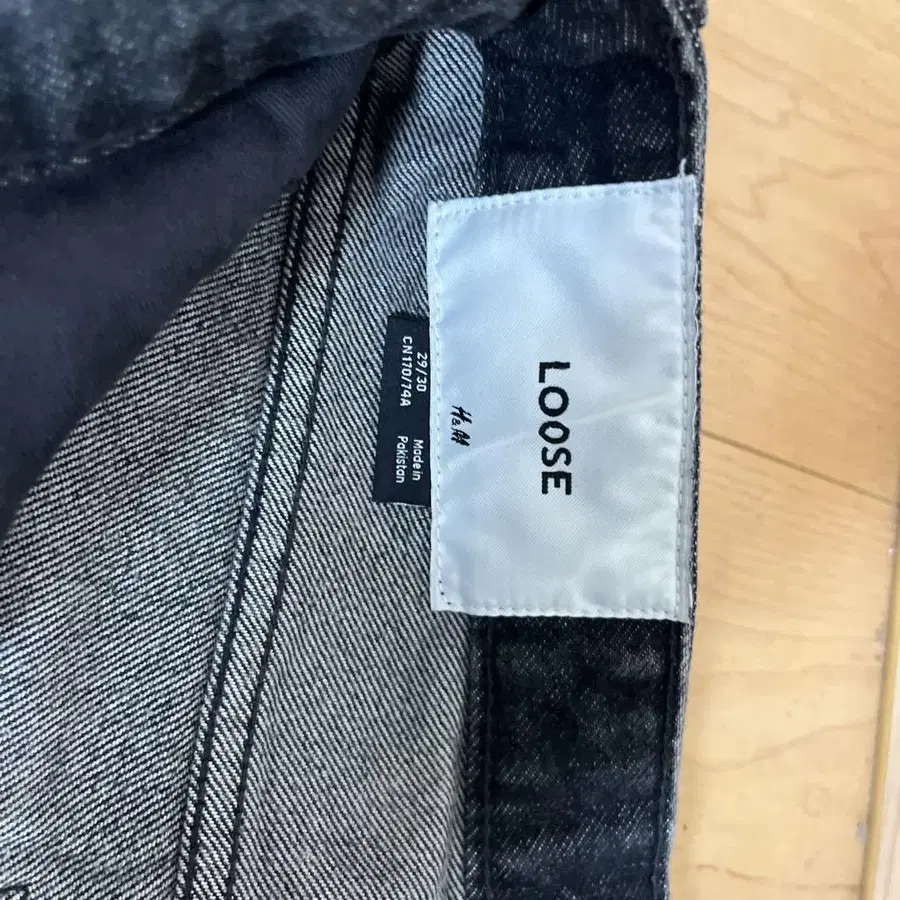 LOOSE
H&M
29/30
CN170/74A
Made in
Pakistan